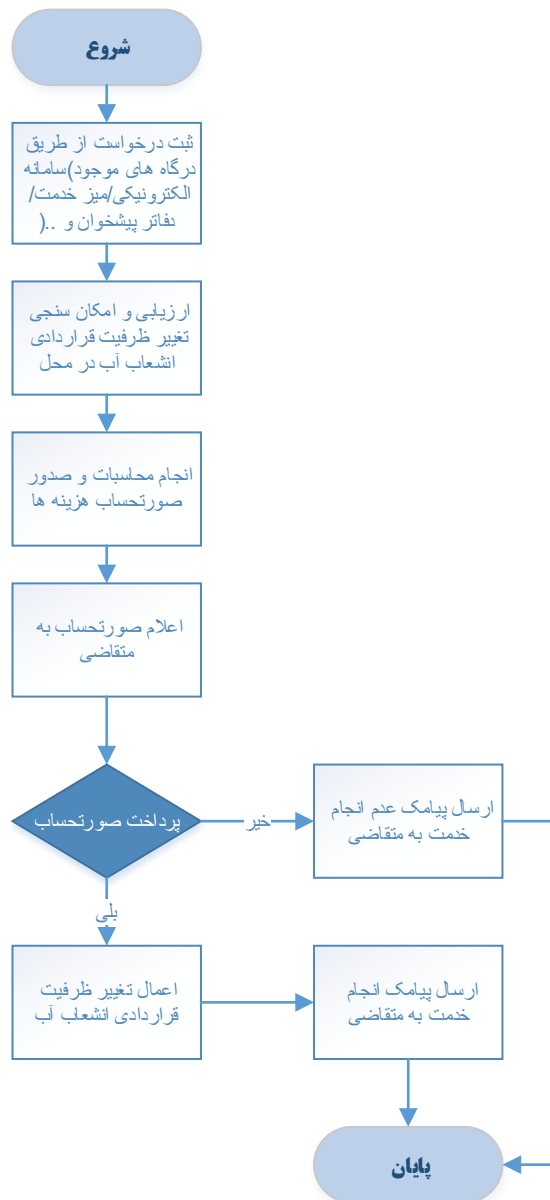 شروع
ثبت درخواست از طریق
درگاه های موجود)سامانه
الکترونیکی/میز خدمت/
دفاتر پیشخوان و ..(
ارزیابی و امکان سنجی
تغییر ظرفیت قراردادی
انشعاب آب در محل
انجام محاسبات و صدور
صورتحساب هزینه ها
اعلام صورتحساب به
متقاضی
پرداخت صورتحساب
خیر
ارسال پیامک عدم انجام
خدمت به متقاضی
بلی
اعمال تغییر ظرفیت
قراردادی انشعاب آب
ارسال پیامک انجام
خدمت به متقاضی
پایان